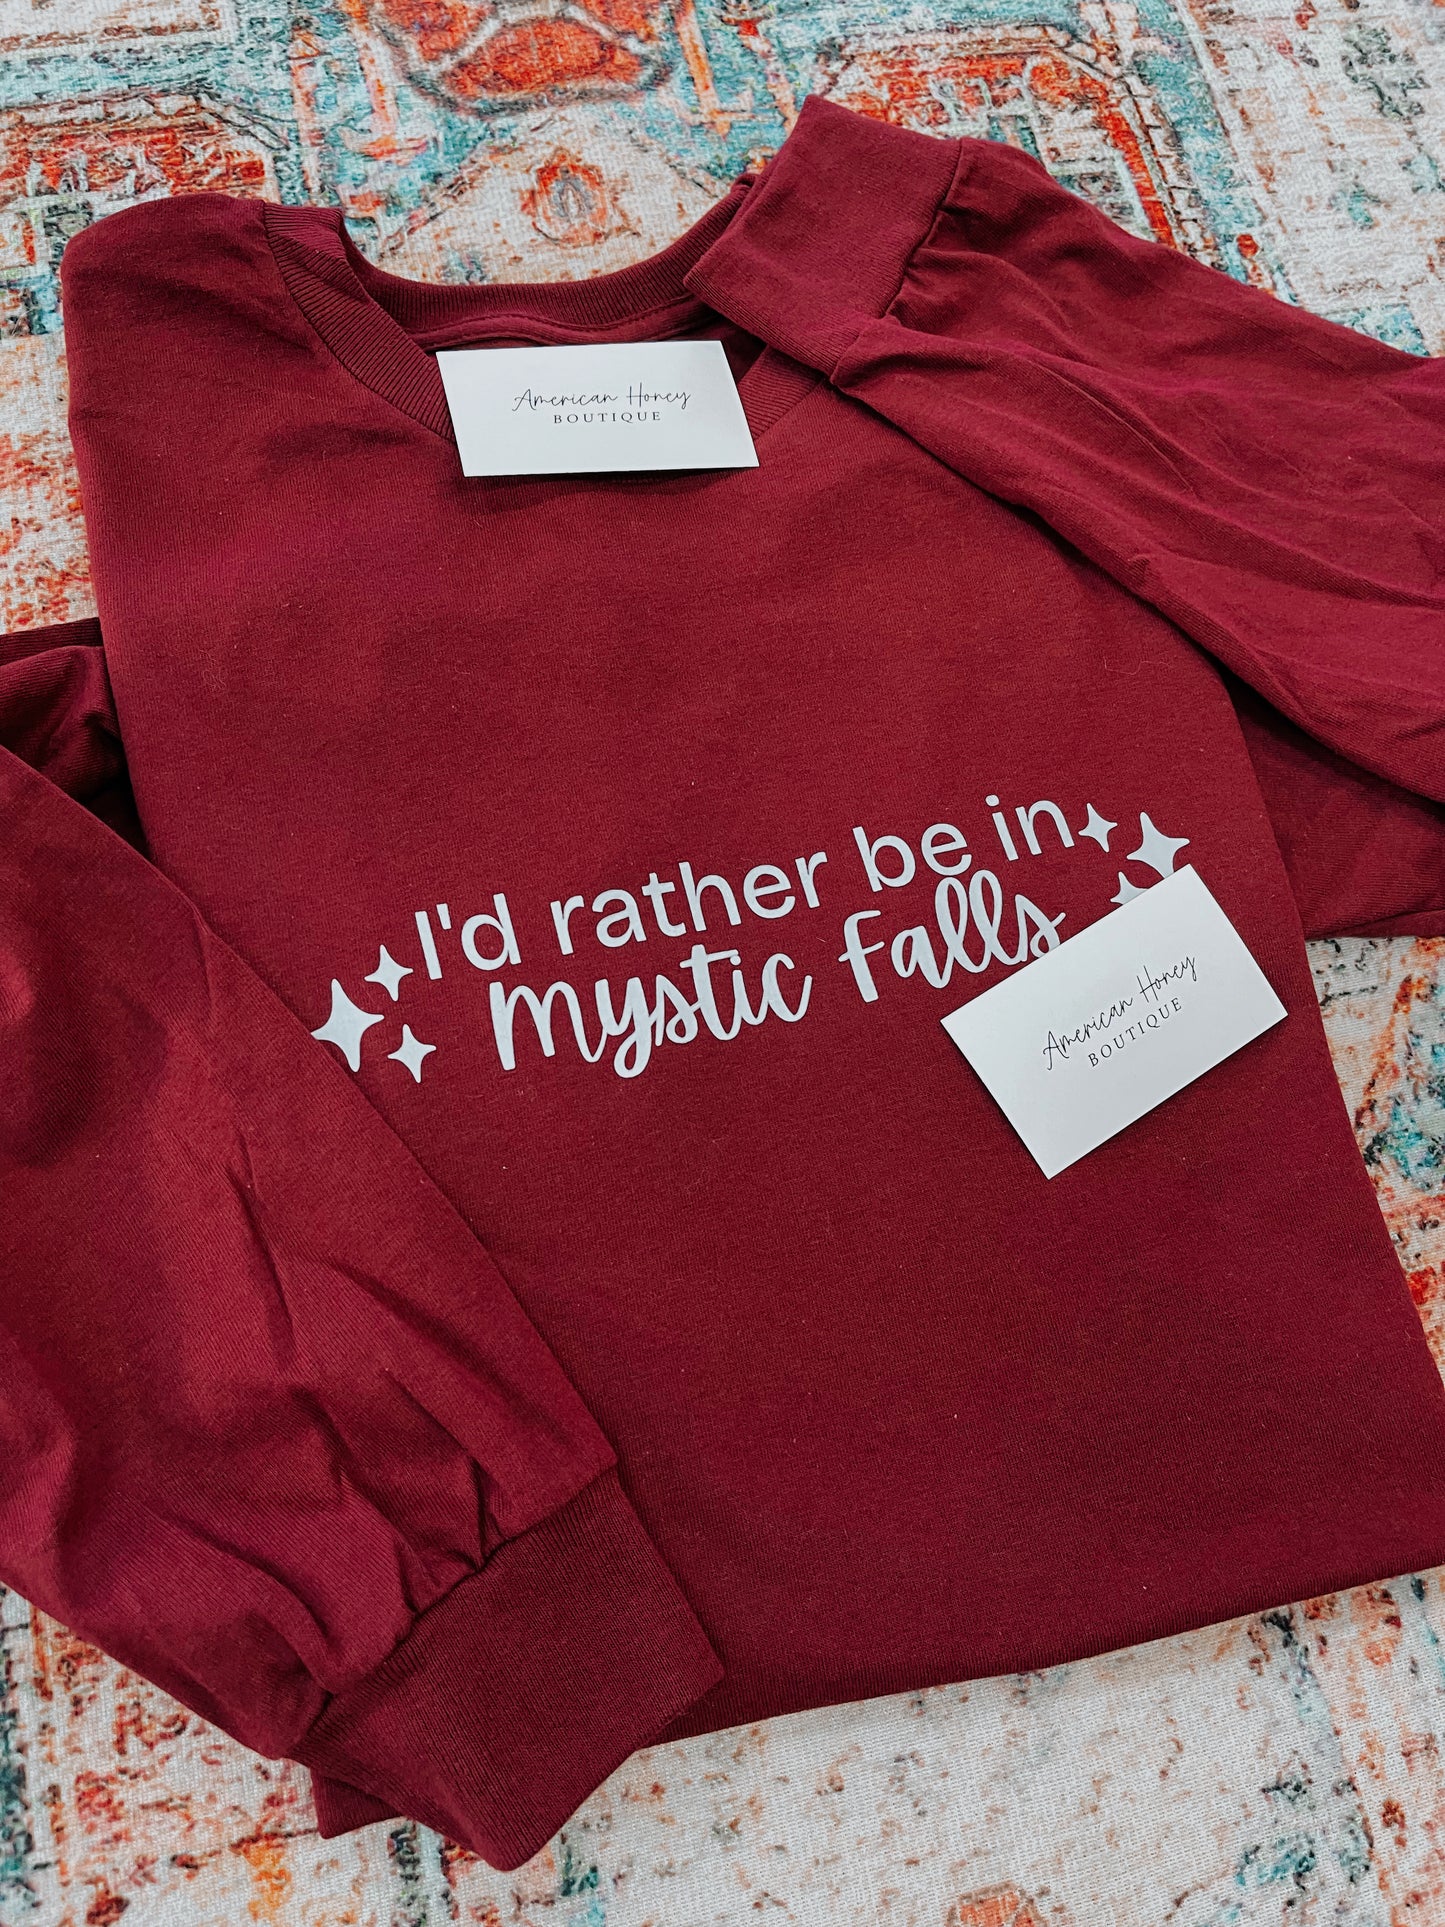 American Honey
BOUTIQUE
I'd rather be in
mystic Falls
American Honey
BOUTIQUE